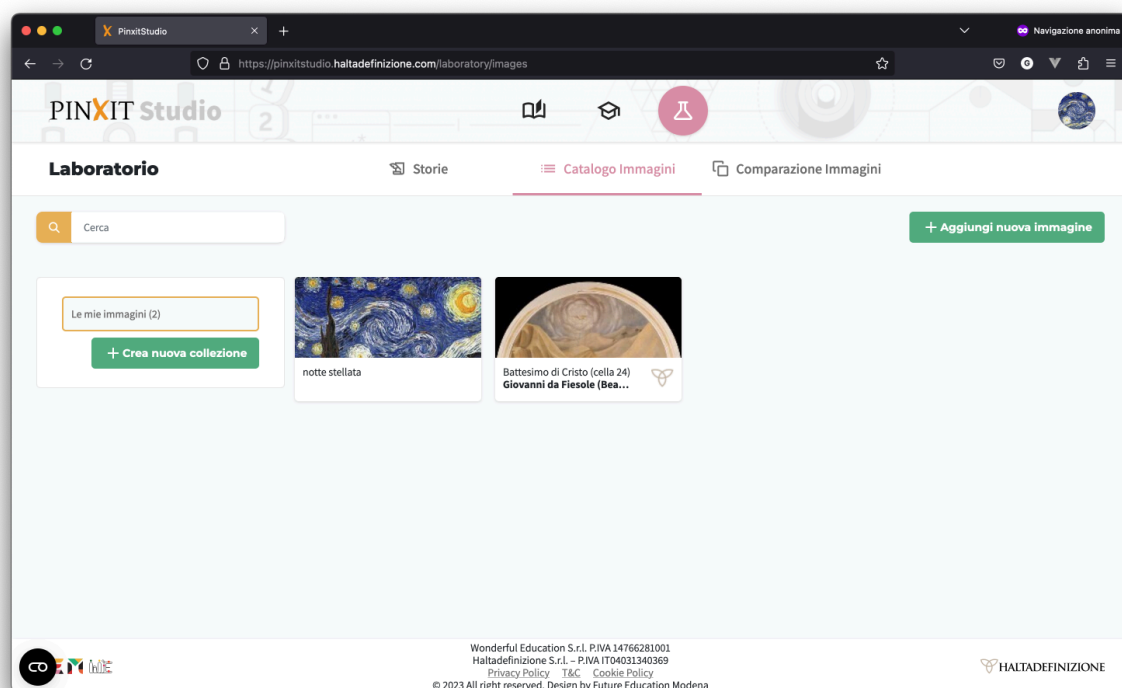 PinxitStudio
Navigazione anonima
https://pinxitstudio.haltadefinizione.com/laboratory/images
PINXIT Studio
Laboratorio
Storie
Catalogo Immagini
Comparazione Immagini
Cerca
+ Aggiungi nuova immagine
Le mie immagini (2)
+ Crea nuova collezione
notte stellata
Battesimo di Cristo (cella 24)
Giovanni da Fiesole (Bea...
Wonderful Education S.r.l. P.IVA 14766281001
Haltadefinizione S.r.l. – P.IVA IT04031340369
Privacy Policy T&C Cookie Policy
© 2023 All right reserved. Design by Future Education Modena
HALTADEFINIZIONE